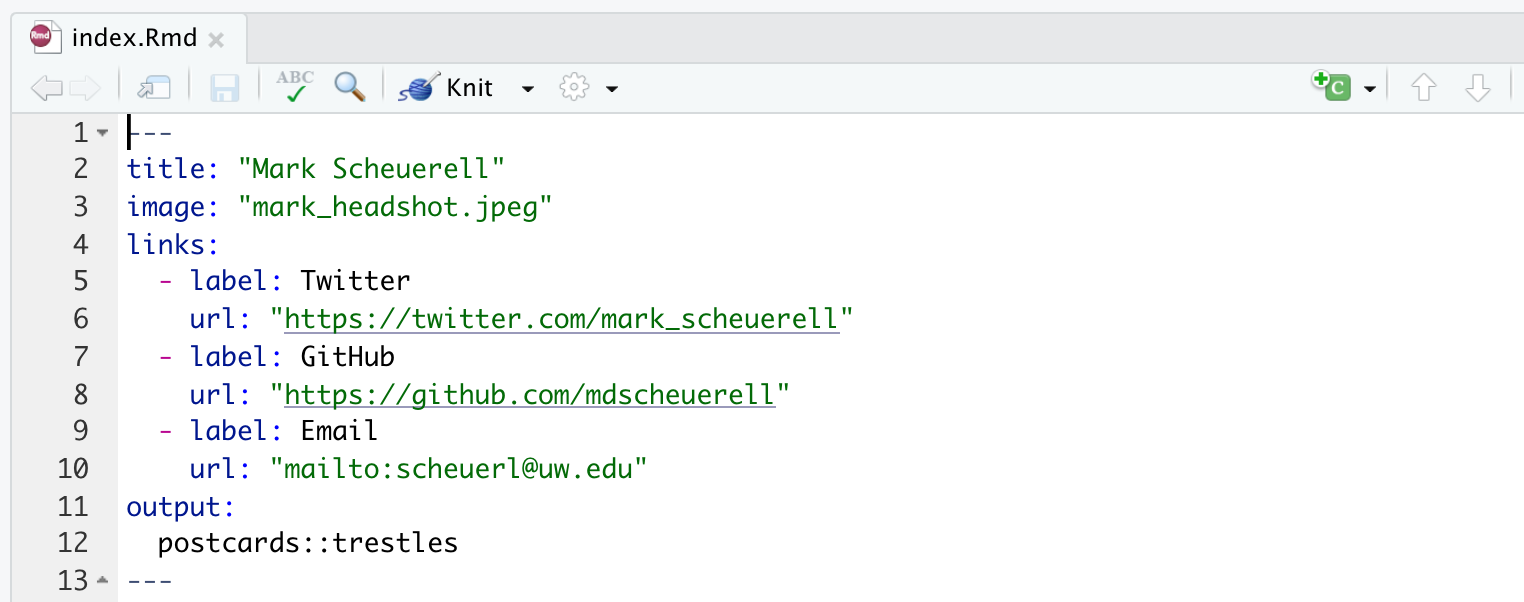 index.Rmd
ABC Knit C
1 ---
2 title: "Mark Scheuerell"
3 image: "mark_headshot.jpeg"
4 links:
5   - label: Twitter
6     url: "https://twitter.com/mark_scheuerell"
7   - label: GitHub
8     url: "https://github.com/mdscheuerell"
9   - label: Email
10     url: "mailto:scheuerl@uw.edu"
11 output:
12   postcards::trestles
13 ---